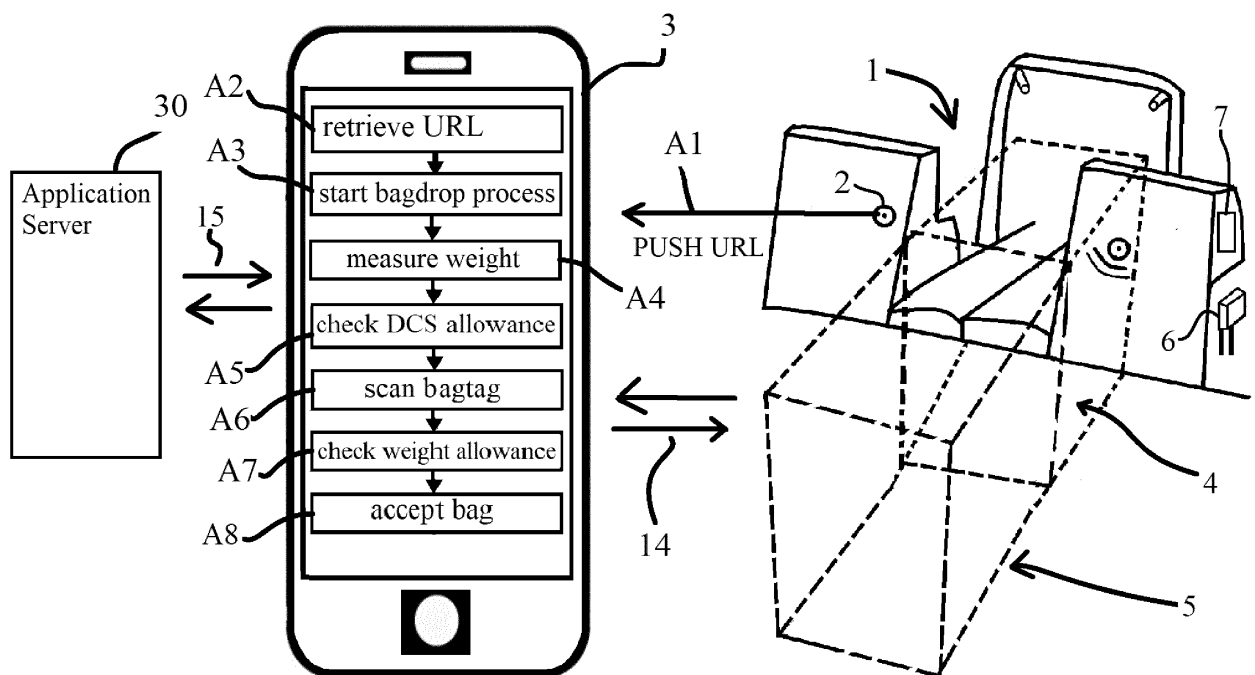 30
Application
Server
15
3
A2
retrieve URL
A3
start bagdrop process
measure weight
A4
check DCS allowance
A5
scan bagtag
A6
check weight allowance
A7
accept bag
A8
A1
PUSH URL
14
1
2
7
6
4
5